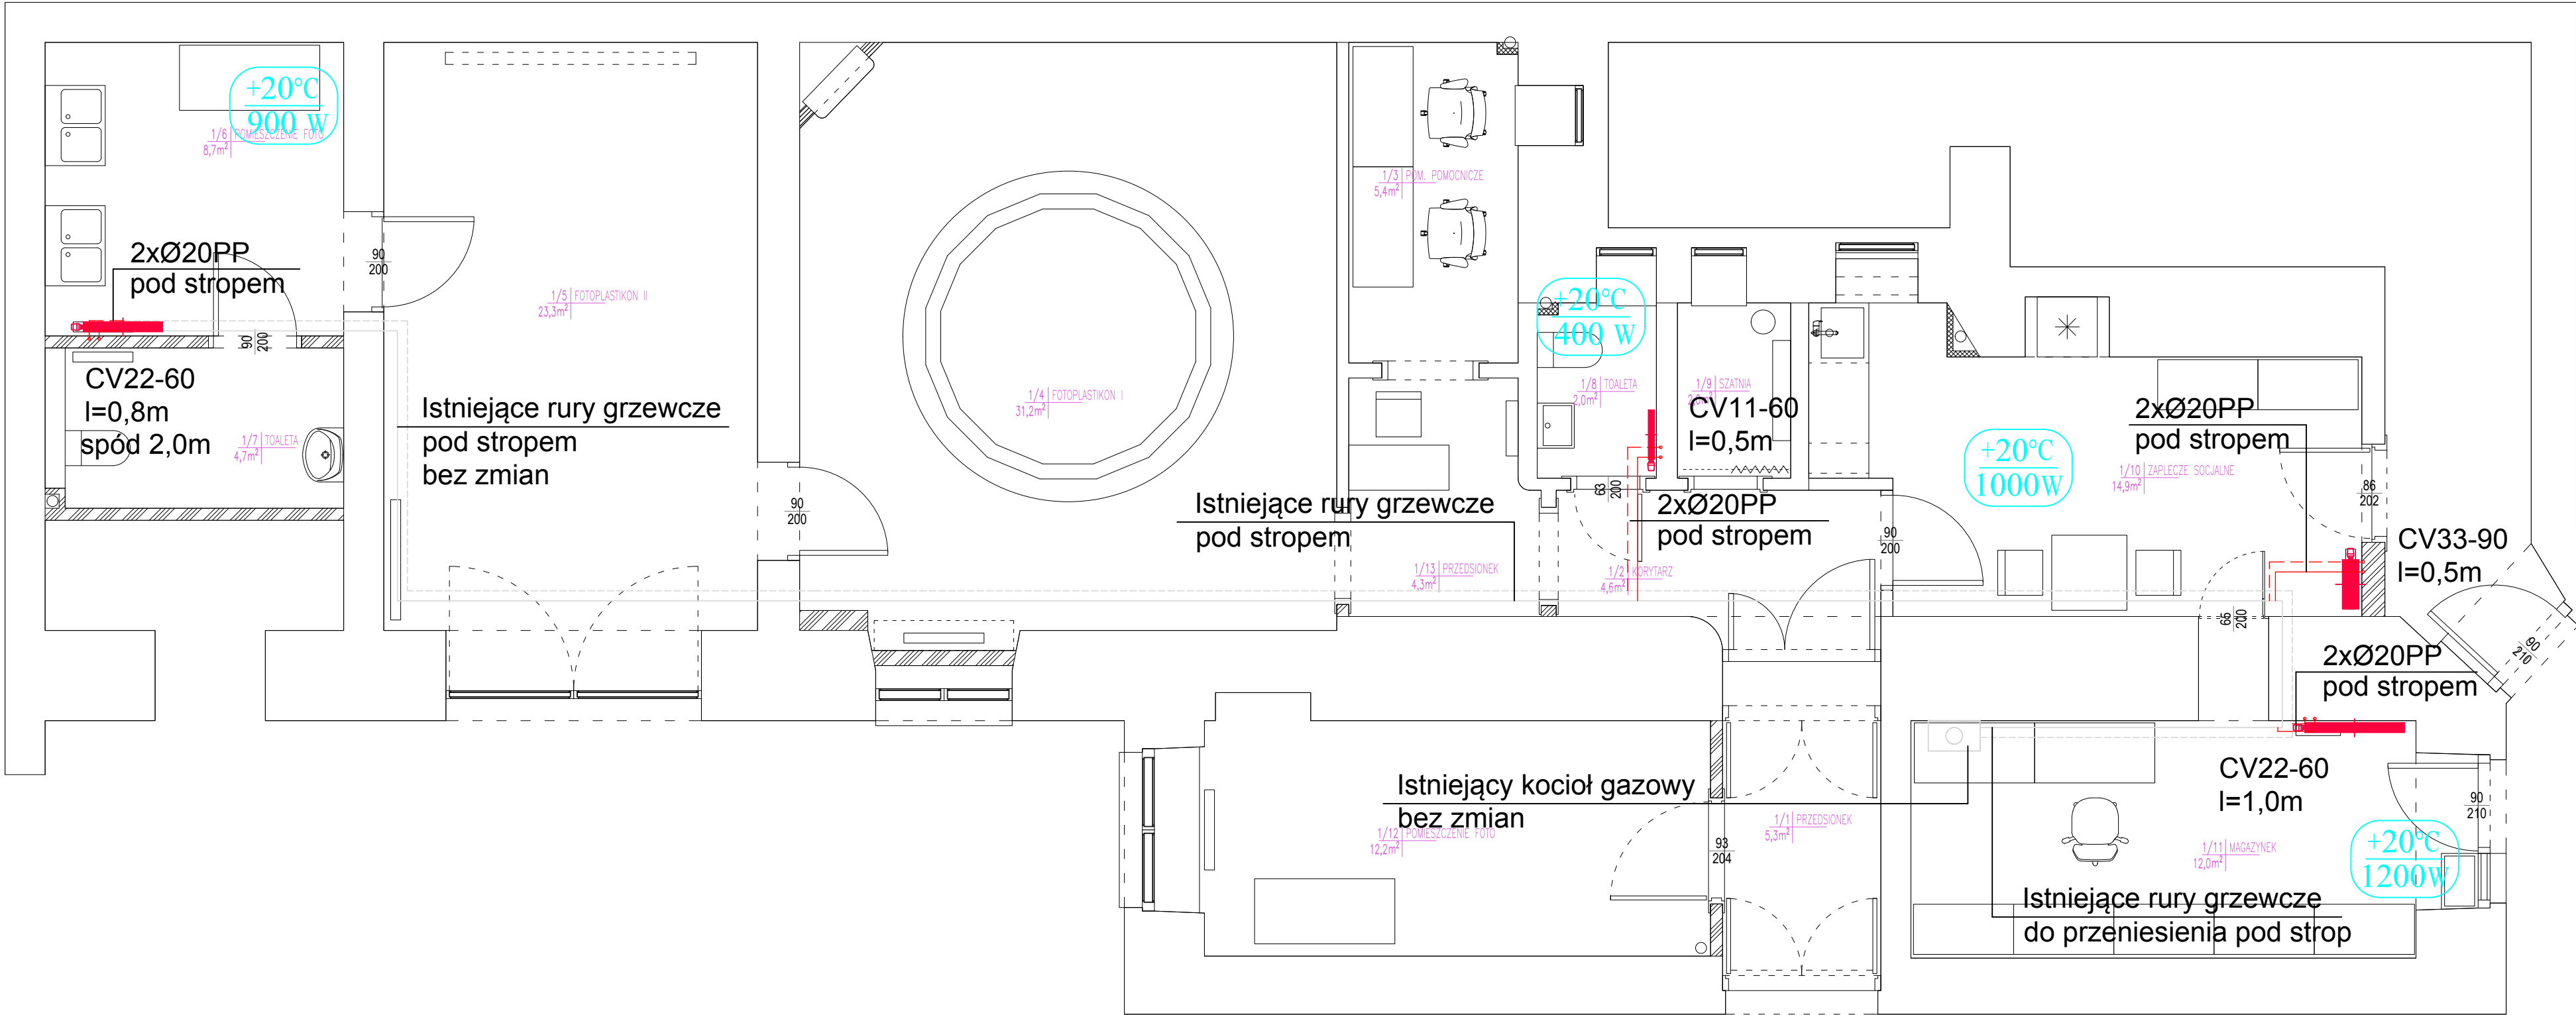 +20°C
900 W
1/6 POMIESZCZENIE FOTO
8,7m²
2xØ20PP
pod stropem
90
200
90
200
CV22-60
l=0,8m
spód 2,0m
1/7 TOALETA
4,7m²
1/5 FOTOPLASTIKON II
23,3m²
Istniejące rury grzewcze
pod stropem
bez zmian
90
200
1/4 FOTOPLASTIKON I
31,2m²
1/3 POM. POMOCNICZE
5,4m²
Istniejące rury grzewcze
pod stropem
1/13 PRZEDSIONEK
4,3m²
+20°C
400 W
1/8 TOALETA
2,0m²
63
200
1/9 SZATNIA
CV11-60
l=0,5m
2xØ20PP
pod stropem
1/2 KORYTARZ
4,6m²
90
200
+20°C
1000W
1/10 ZAPLECZE SOCJALNE
14,9m²
2xØ20PP
pod stropem
86
202
CV33-90
l=0,5m
65
200
90
210
2xØ20PP
pod stropem
Istniejący kocioł gazowy
bez zmian
1/12 POMIESZCZENIE FOTO
12,2m²
93
204
1/1 PRZEDSIONEK
5,3m²
CV22-60
l=1,0m
90
210
1/11 MAGAZYNEK
12,0m²
+20°C
1200W
Istniejące rury grzewcze
do przeniesienia pod strop